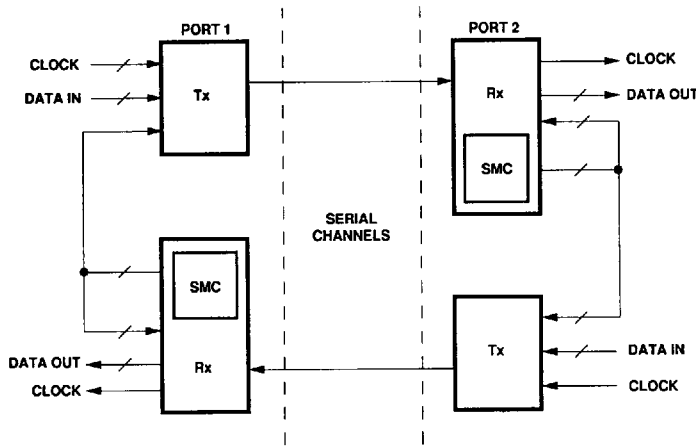 PORT 1
PORT 2
CLOCK
DATA IN
Tx
Rx
CLOCK
DATA OUT
SMC
SERIAL
CHANNELS
SMC
Rx
DATA OUT
CLOCK
Tx
DATA IN
CLOCK